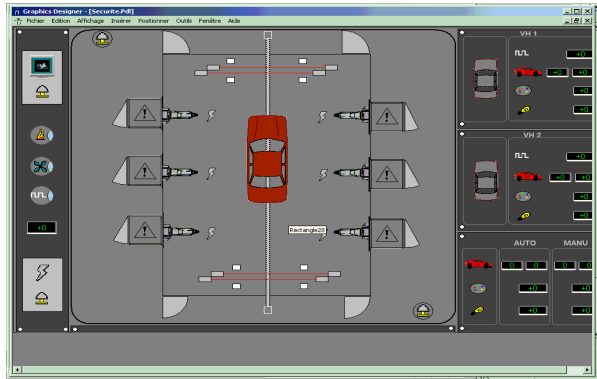 Graphics Designer - [Securite.Pdl]
Fichier Edition Affichage Insérer Positionner Outils Fenêtre Aide
VH 1
+0
+0 +0
+0
+0
VH 2
+0
+0 +0
+0
+0
+0
Rectangle28
AUTO MANU
0 0 0 0
+0 +0
+0 +0